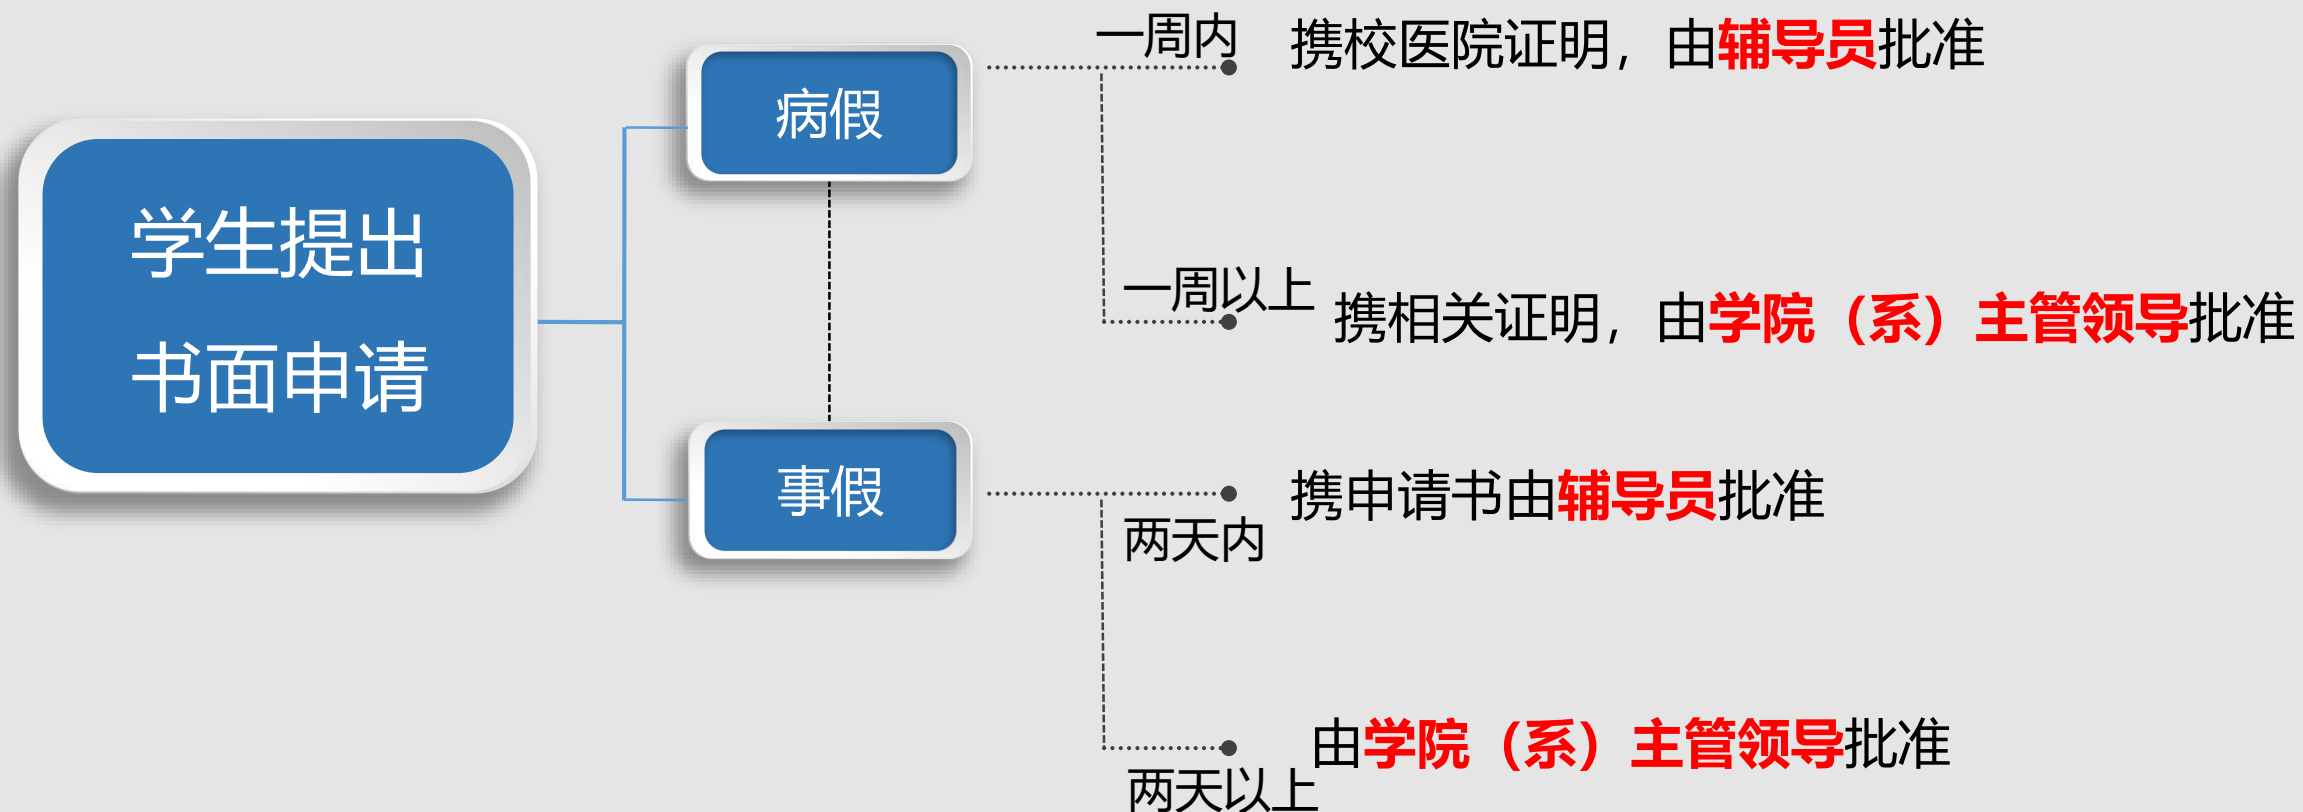 学生提出
书面申请
病假
一周内
携校医院证明，由辅导员批准
一周以上
携相关证明，由学院（系）主管领导批准
事假
两天内
携申请书由辅导员批准
两天以上
由学院（系）主管领导批准